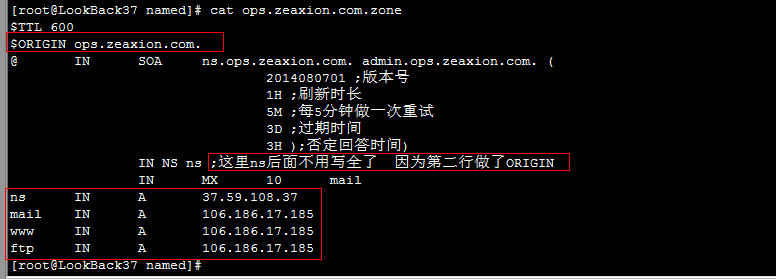 [root@LookBack37 named]# cat ops.zeaxion.com.zone
$TTL 600
$ORIGIN ops.zeaxion.com.
@ IN SOA ns.ops.zeaxion.com. admin.ops.zeaxion.com. (
2014080701 ;版本号
1H ;刷新时长
5M ;每5分钟做一次重试
3D ;过期时间
3H );否定回答时间)
IN NS ns ;这里ns后面不用写全了 因为第二行做了ORIGIN
IN MX 10 mail
ns IN A 37.59.108.37
mail IN A 106.186.17.185
www IN A 106.186.17.185
ftp IN A 106.186.17.185
[root@LookBack37 named]#